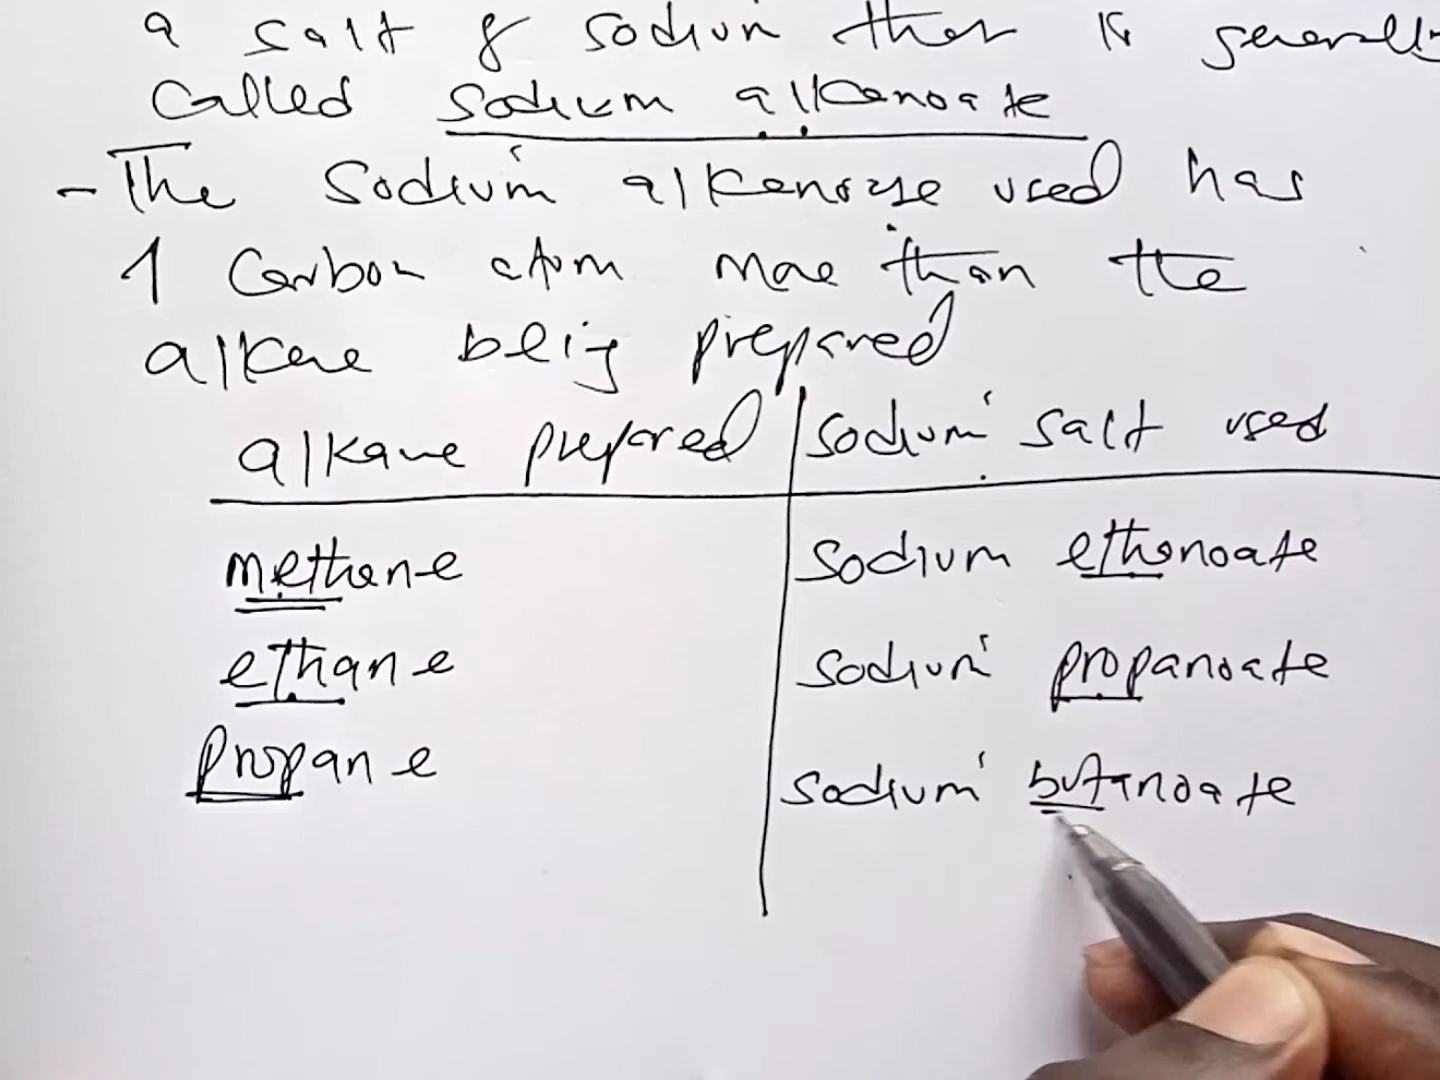 a salt of sodium that is generally
called sodium alkanoate
- The sodium alkanoate used has
1 Carbon atom more than the
alkane being prepared
alkane prepared | sodium salt used
methane sodium ethanoate
ethane sodium propanoate
propane sodium butanoate